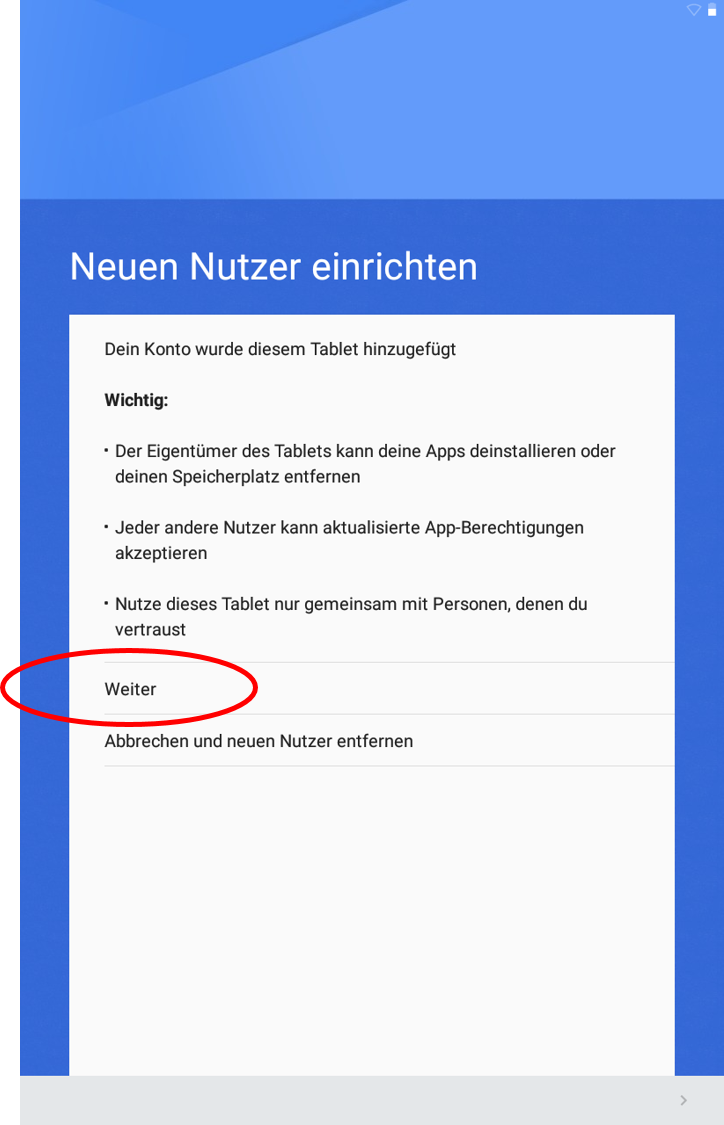 Neuen Nutzer einrichten
Dein Konto wurde diesem Tablet hinzugefügt
Wichtig:
• Der Eigentümer des Tablets kann deine Apps deinstallieren oder
deinen Speicherplatz entfernen
• Jeder andere Nutzer kann aktualisierte App-Berechtigungen
akzeptieren
• Nutze dieses Tablet nur gemeinsam mit Personen, denen du
vertraust
Weiter
Abbrechen und neuen Nutzer entfernen